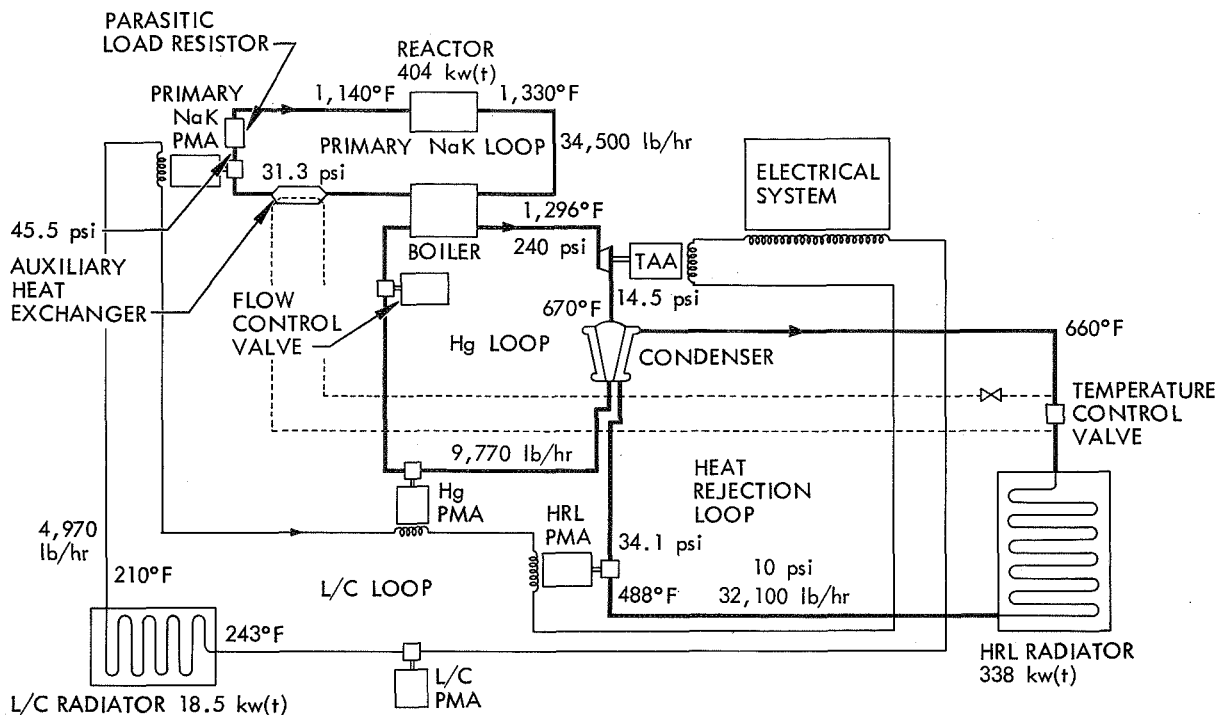 PARASITIC
LOAD RESISTOR
REACTOR
404 kw(t)
1,140°F
1,330°F
PRIMARY
NaK
PMA
PRIMARY NaK LOOP
34,500 lb/hr
31.3 psi
ELECTRICAL
SYSTEM
45.5 psi
1,296°F
BOILER
240 psi
TAA
AUXILIARY
HEAT
EXCHANGER
FLOW
CONTROL
VALVE
14.5 psi
670°F
660°F
Hg LOOP
CONDENSER
TEMPERATURE
CONTROL
VALVE
9,770 lb/hr
HEAT
REJECTION
LOOP
Hg
PMA
HRL
PMA
4,970
lb/hr
34.1 psi
10 psi
210°F
L/C LOOP
488°F
32,100 lb/hr
243°F
HRL RADIATOR
338 kw(t)
L/C
PMA
L/C RADIATOR 18.5 kw(t)